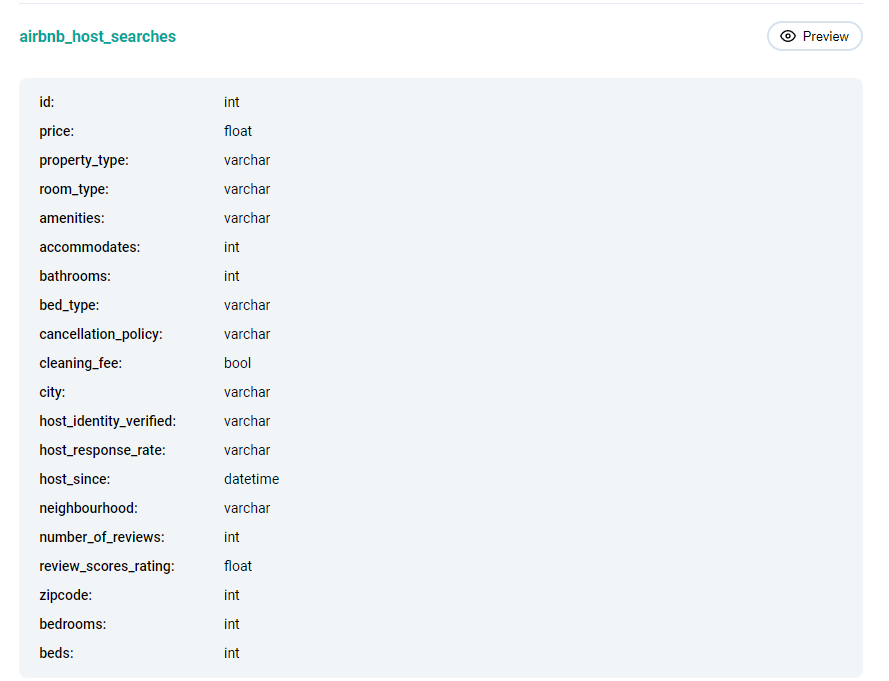 airbnb_host_searches
Preview
id: int
price: float
property_type: varchar
room_type: varchar
amenities: varchar
accommodates: int
bathrooms: int
bed_type: varchar
cancellation_policy: varchar
cleaning_fee: bool
city: varchar
host_identity_verified: varchar
host_response_rate: varchar
host_since: datetime
neighbourhood: varchar
number_of_reviews: int
review_scores_rating: float
zipcode: int
bedrooms: int
beds: int